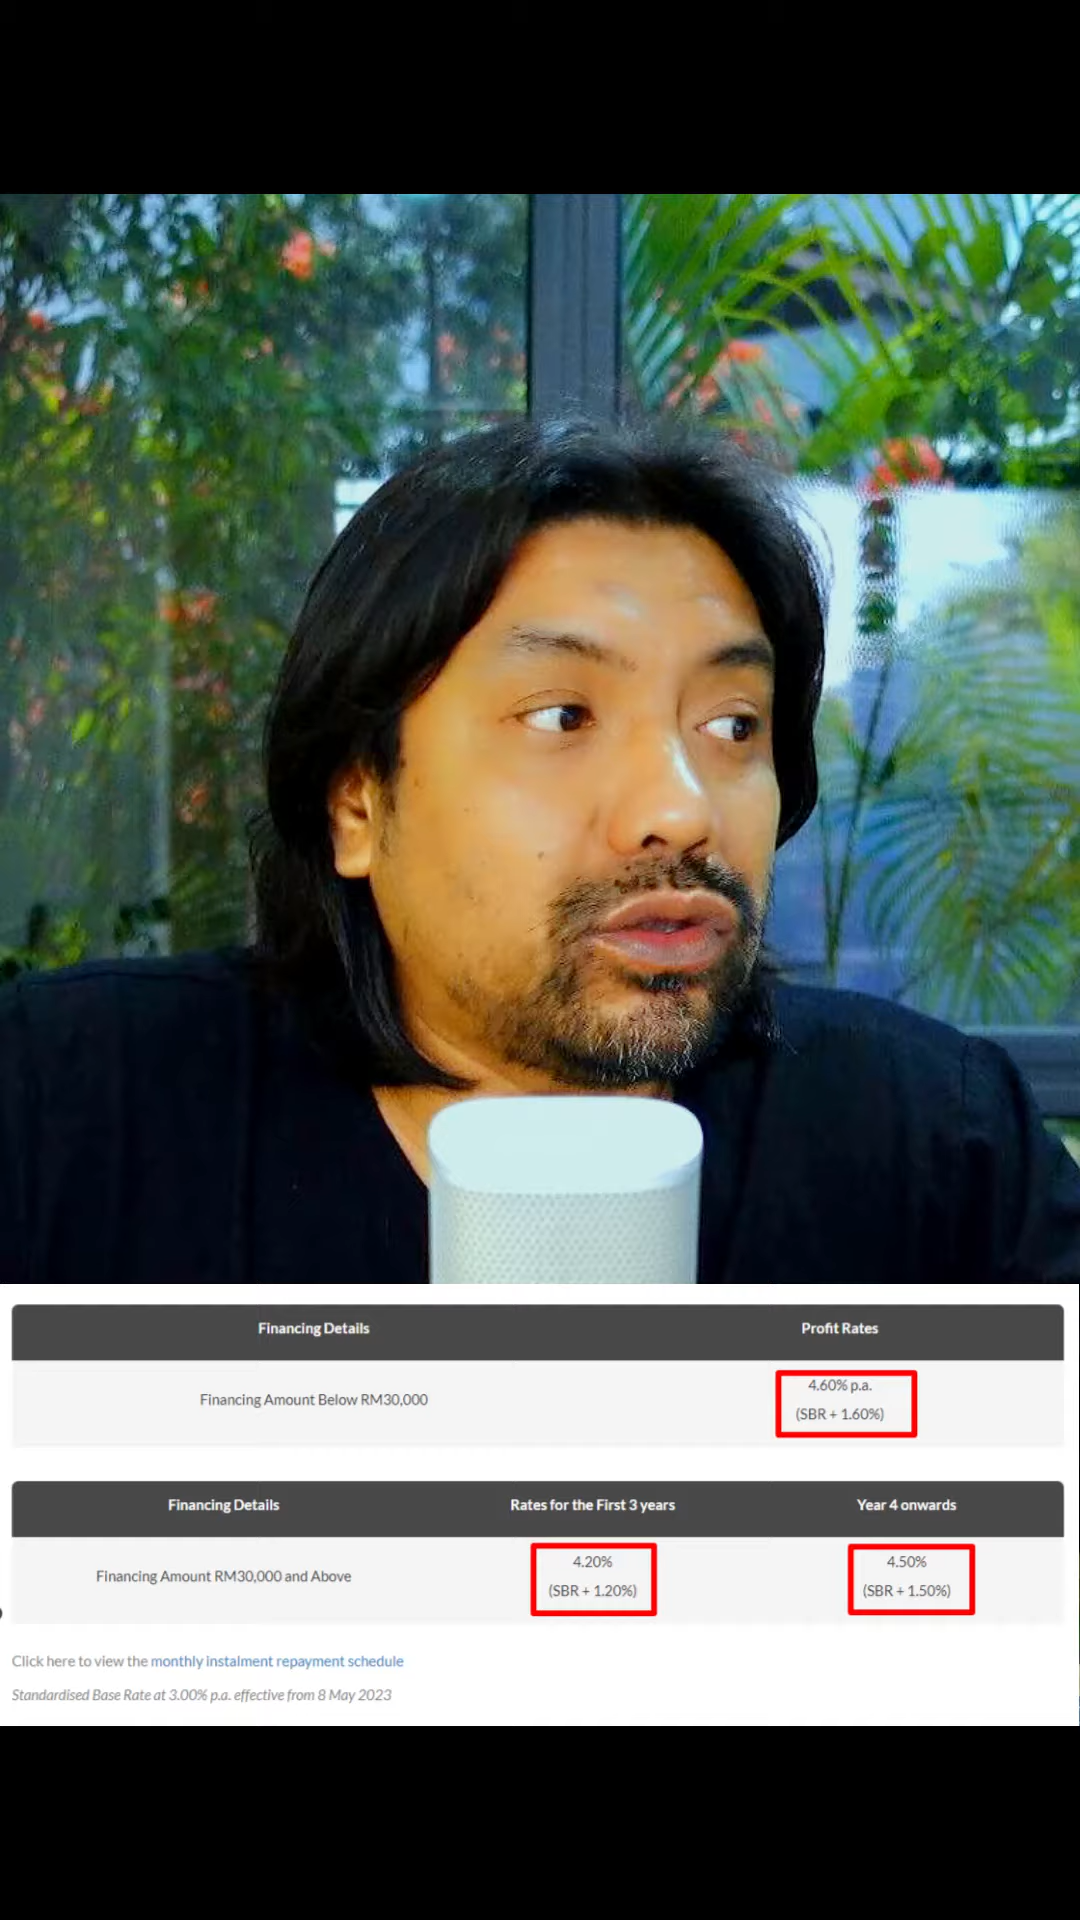 Financing Details Profit Rates
Financing Amount Below RM30,000
4.60% p.a.
(SBR + 1.60%)
Financing Details Rates for the First 3 years Year 4 onwards
Financing Amount RM30,000 and Above
4.20%
(SBR + 1.20%)
4.50%
(SBR + 1.50%)
Click here to view the monthly instalment repayment schedule
Standardised Base Rate at 3.00% p.a. effective from 8 May 2023